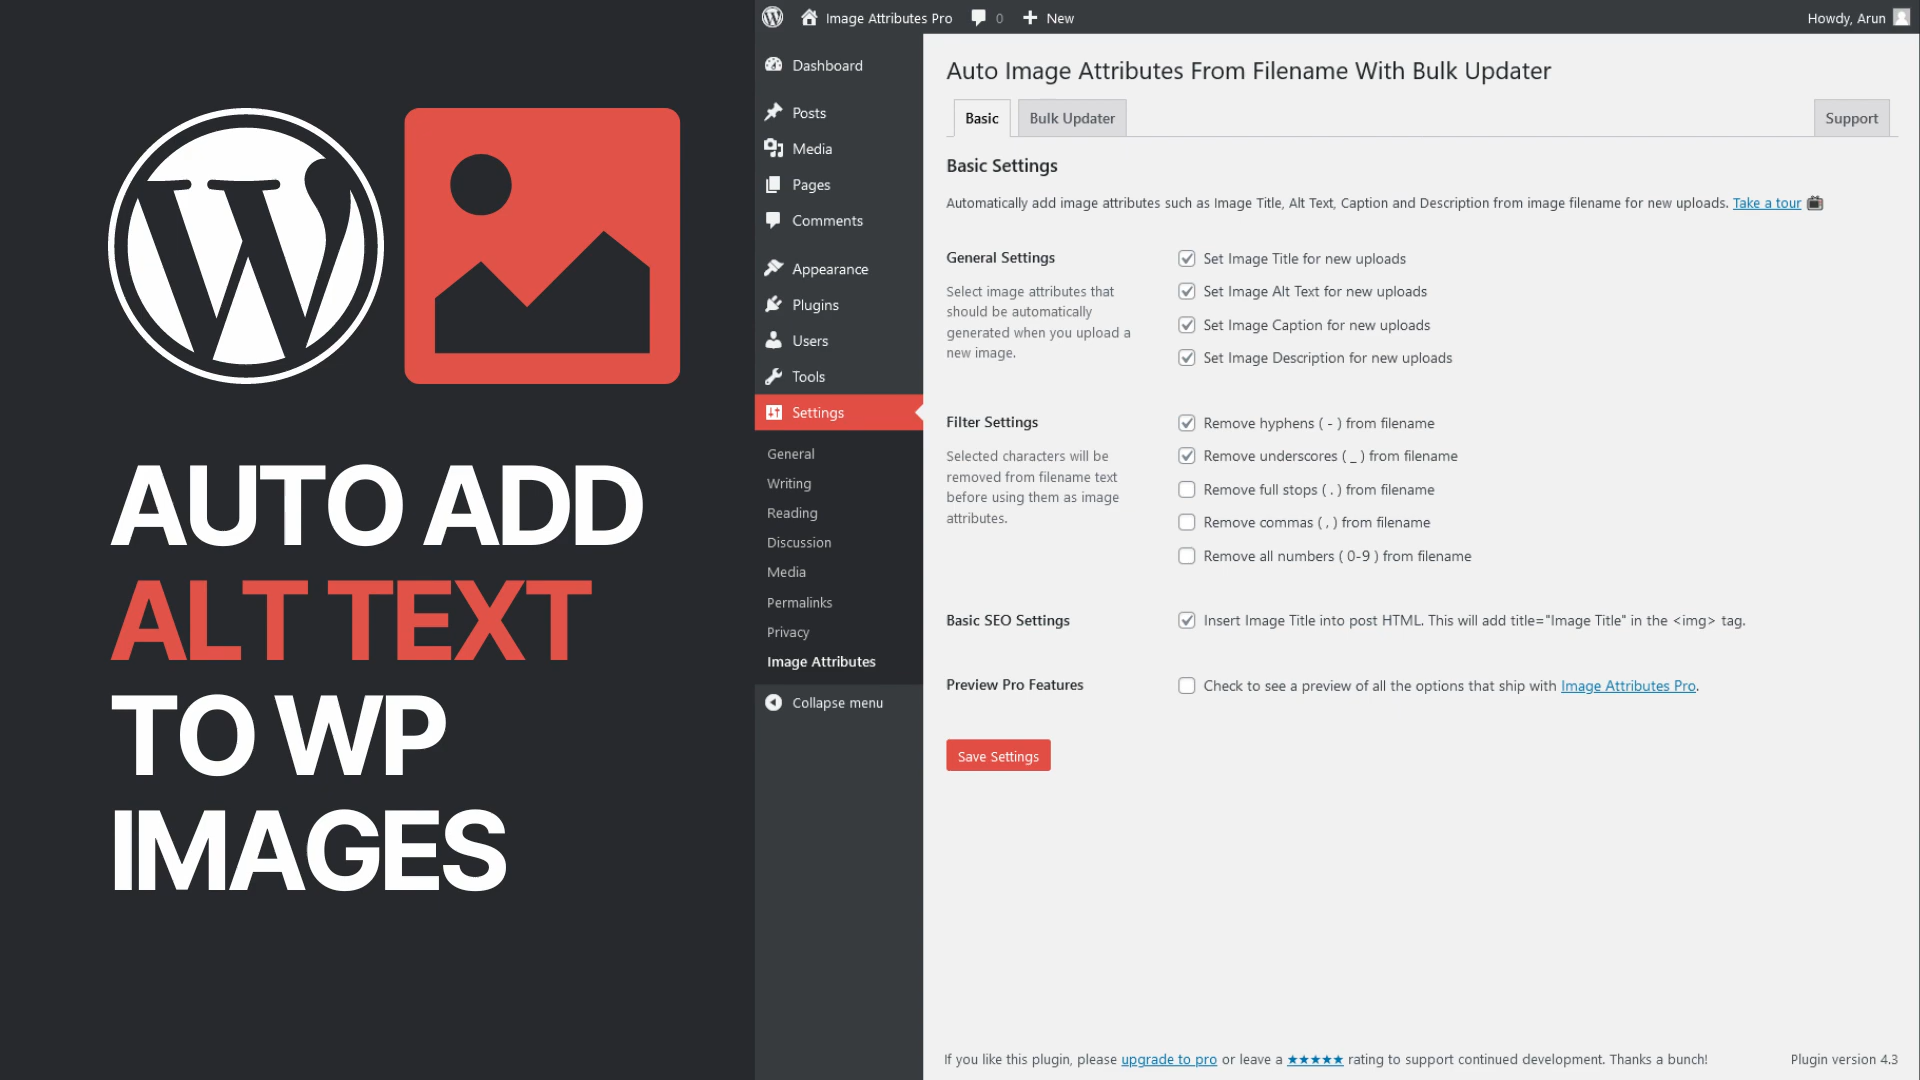 AUTO ADD
ALT TEXT
TO WP
IMAGES
Image Attributes Pro 0 New Howdy, Arun
Dashboard
Posts
Media
Pages
Comments
Appearance
Plugins
Users
Tools
Settings
General
Writing
Reading
Discussion
Media
Permalinks
Privacy
Image Attributes
Collapse menu
Auto Image Attributes From Filename With Bulk Updater
Basic Bulk Updater Support
Basic Settings
Automatically add image attributes such as Image Title, Alt Text, Caption and Description from image filename for new uploads. Take a tour
General Settings
Select image attributes that
should be automatically
generated when you upload a
new image.
Set Image Title for new uploads
Set Image Alt Text for new uploads
Set Image Caption for new uploads
Set Image Description for new uploads
Filter Settings
Selected characters will be
removed from filename text
before using them as image
attributes.
Remove hyphens ( - ) from filename
Remove underscores ( _ ) from filename
Remove full stops ( . ) from filename
Remove commas ( , ) from filename
Remove all numbers ( 0-9 ) from filename
Basic SEO Settings
Insert Image Title into post HTML. This will add title="Image Title" in the <img> tag.
Preview Pro Features
Check to see a preview of all the options that ship with Image Attributes Pro.
Save Settings
If you like this plugin, please upgrade to pro or leave a ★★★★★ rating to support continued development. Thanks a bunch! Plugin version 4.3